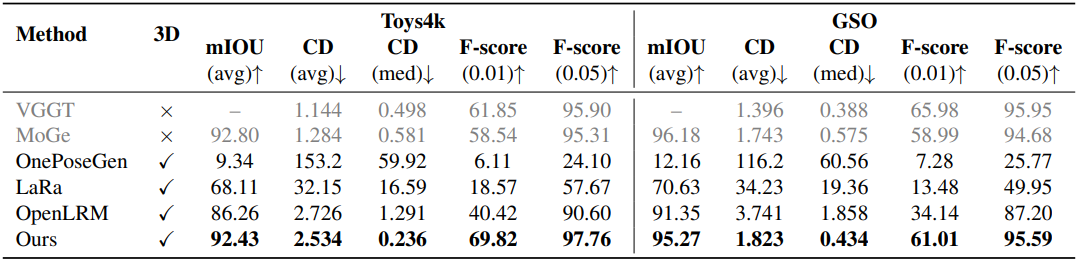 Method 3D Toys4k GSO
mIOU CD CD F-score F-score mIOU CD CD F-score F-score
(avg)↑ (avg)↓ (med)↓ (0.01)↑ (0.05)↑ (avg)↑ (avg)↓ (med)↓ (0.01)↑ (0.05)↑
VGGT × – 1.144 0.498 61.85 95.90 – 1.396 0.388 65.98 95.95
MoGe × 92.80 1.284 0.581 58.54 95.31 96.18 1.743 0.575 58.99 94.68
OnePoseGen ✓ 9.34 153.2 59.92 6.11 24.10 12.16 116.2 60.56 7.28 25.77
LaRa ✓ 68.11 32.15 16.59 18.57 57.67 70.63 34.23 19.36 13.48 49.95
OpenLRM ✓ 86.26 2.726 1.291 40.42 90.60 91.35 3.741 1.858 34.14 87.20
Ours ✓ 92.43 2.534 0.236 69.82 97.76 95.27 1.823 0.434 61.01 95.59